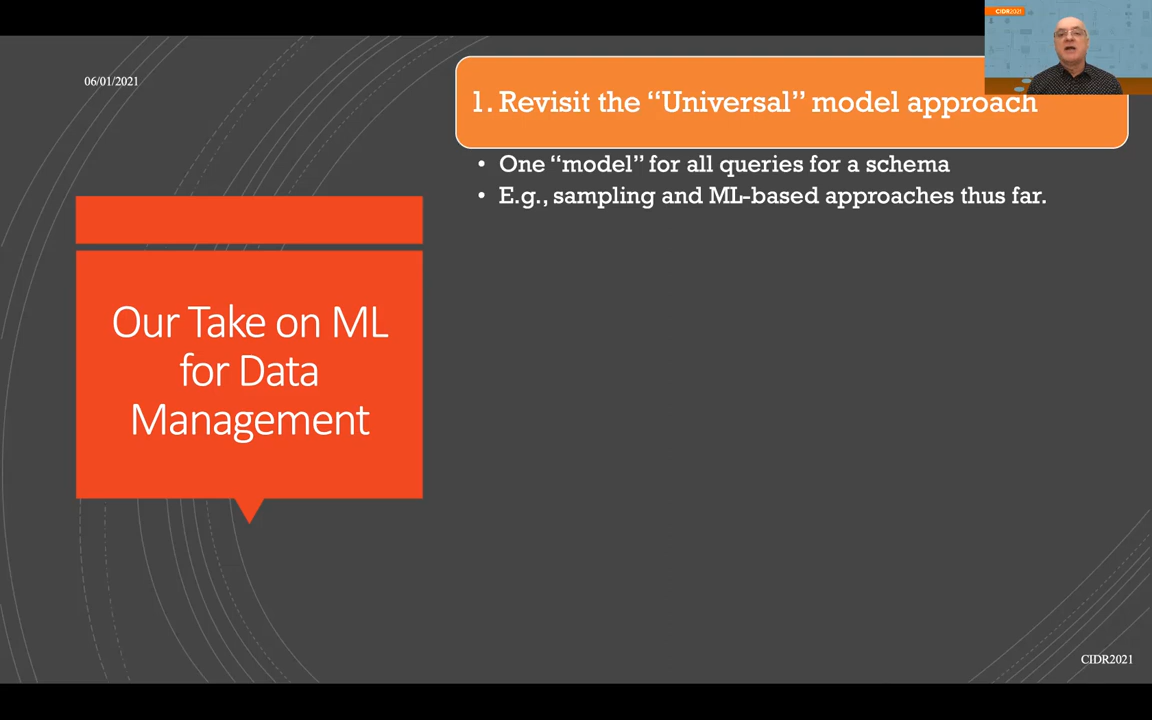 CIDR2021
06/01/2021
1. Revisit the “Universal” model approach
• One “model” for all queries for a schema
• E.g., sampling and ML-based approaches thus far.
Our Take on ML
for Data
Management
CIDR2021